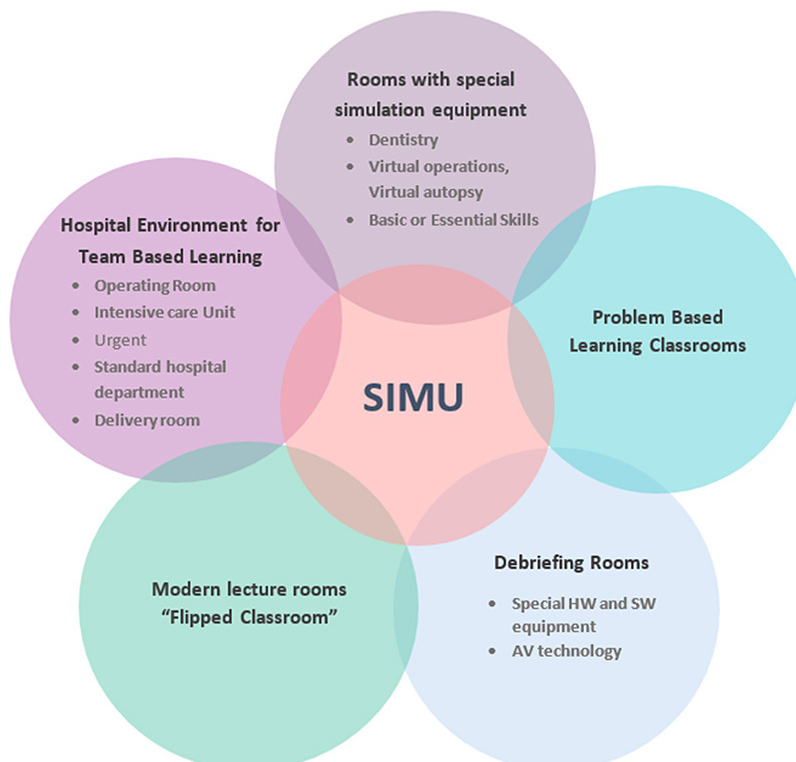 Rooms with special
simulation equipment
• Dentistry
• Virtual operations,
Virtual autopsy
• Basic or Essential Skills
Hospital Environment for
Team Based Learning
• Operating Room
• Intensive care Unit
• Urgent
• Standard hospital
department
• Delivery room
Problem Based
Learning Classrooms
SIMU
Modern lecture rooms
“Flipped Classroom”
Debriefing Rooms
• Special HW and SW
equipment
• AV technology